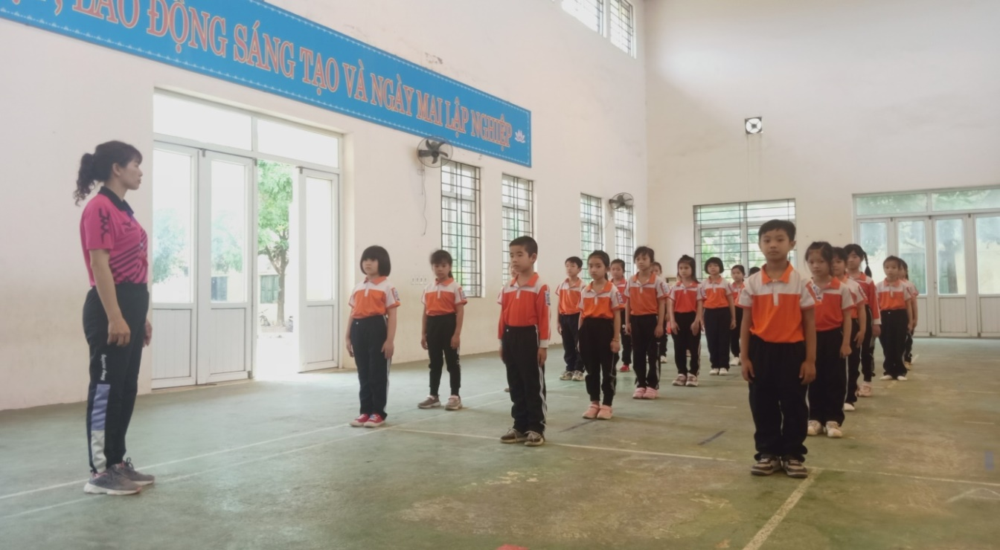 , LAO ĐỘNG SÁNG TẠO VÀ NGÀY MAI LẬP NGHIỆP